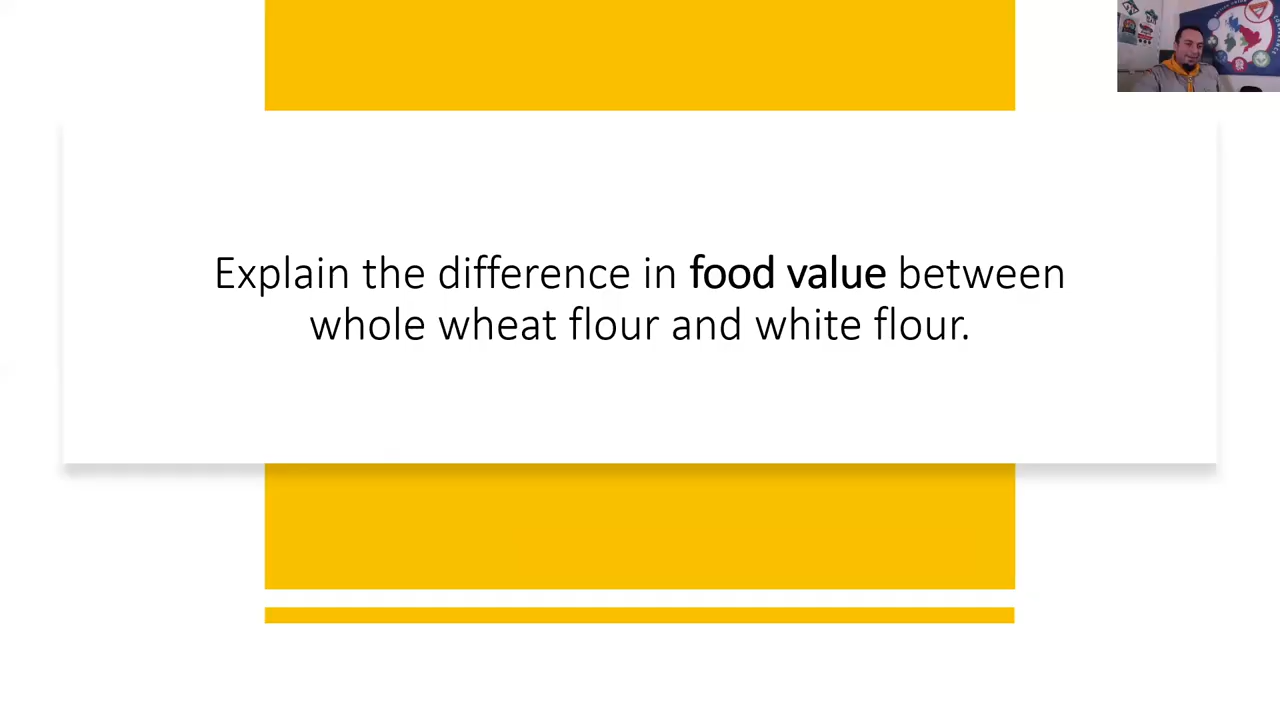 Explain the difference in food value between
whole wheat flour and white flour.